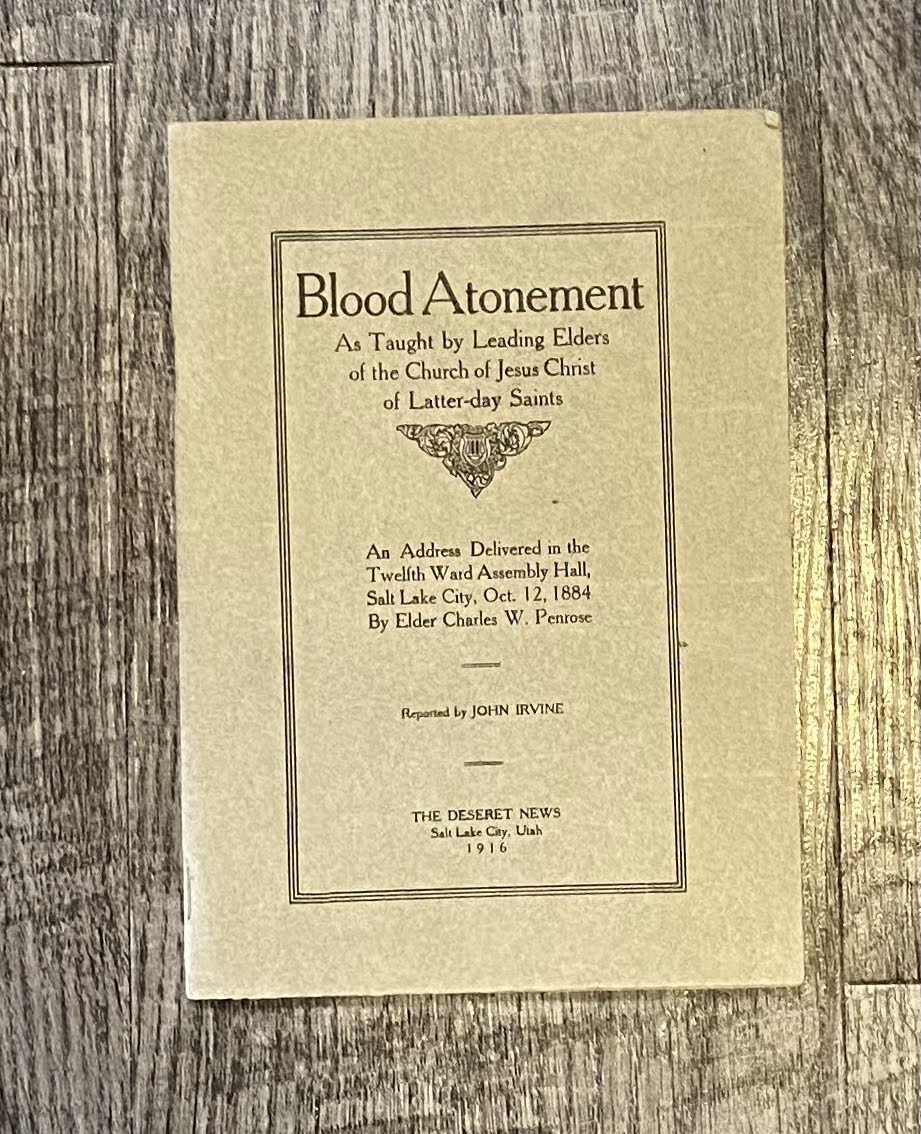 Blood Atonement
As Taught by Leading Elders
of the Church of Jesus Christ
of Latter-day Saints
An Address Delivered in the
Twelfth Ward Assembly Hall,
Salt Lake City, Oct. 12, 1884
By Elder Charles W. Penrose
Reported by JOHN IRVINE
THE DESERET NEWS
Salt Lake City, Utah
1916